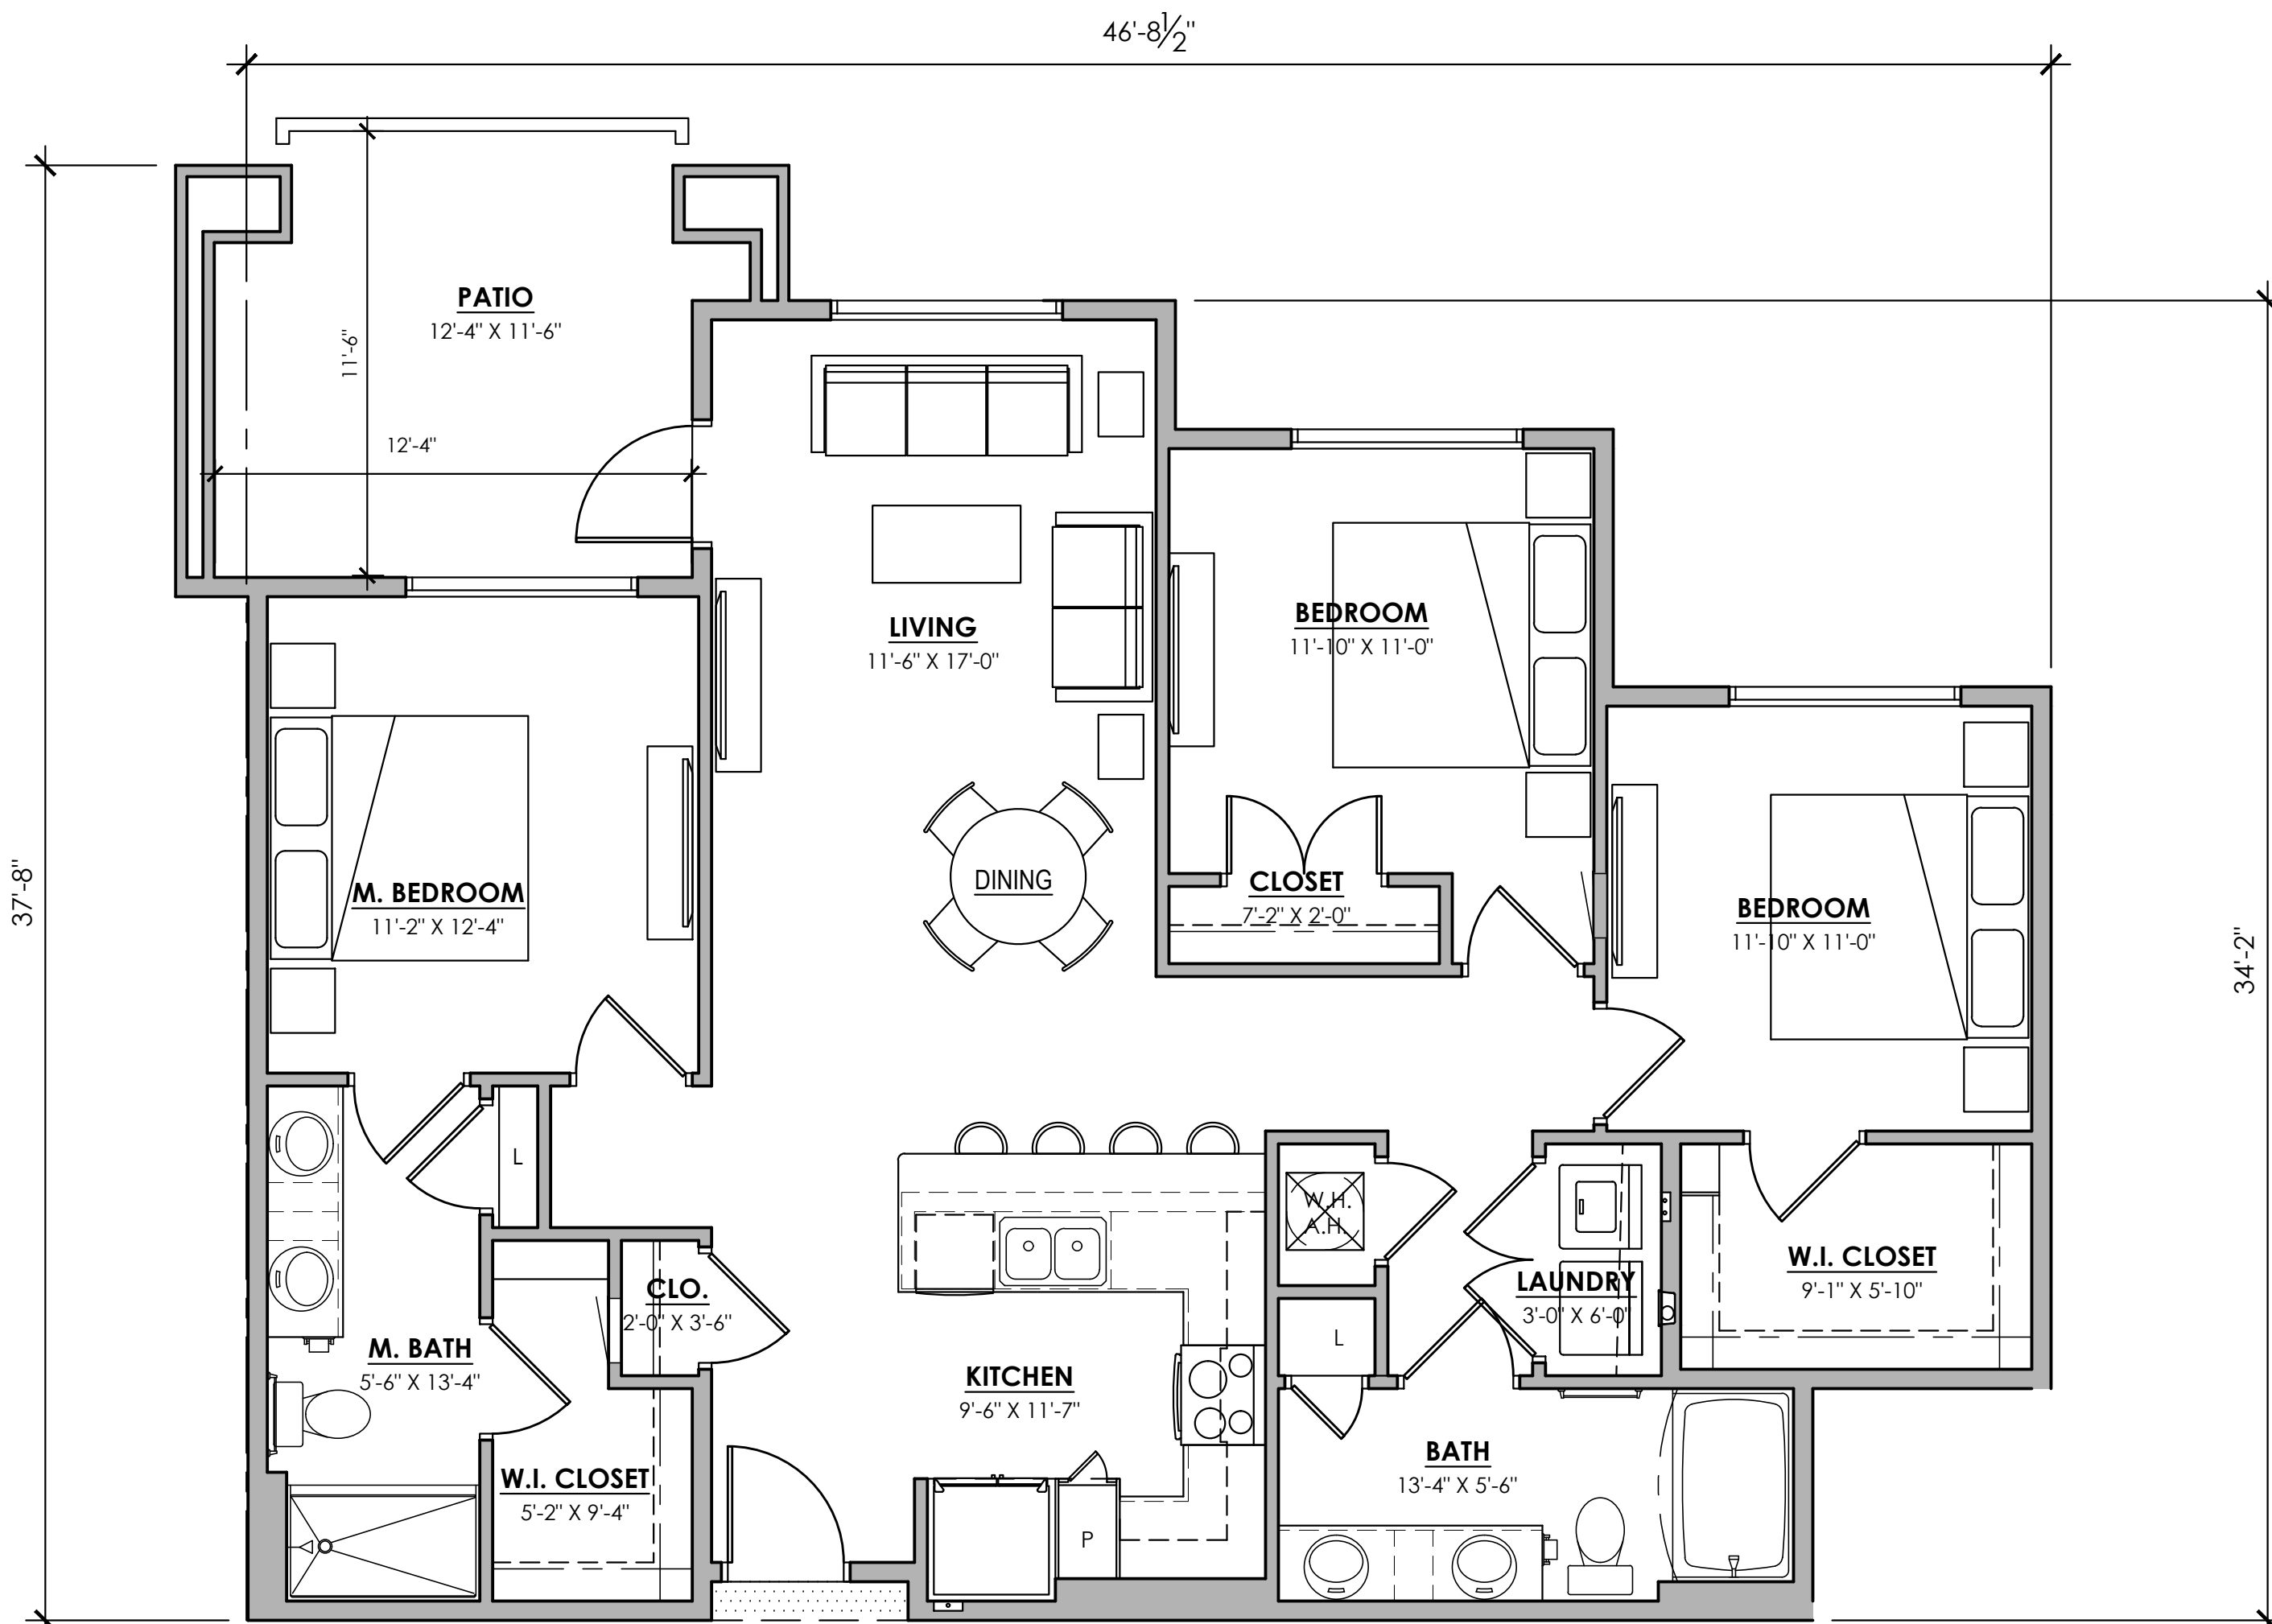 46'-8½"
PATIO
12'-4" X 11'-6"
11'-6"
12'-4"
LIVING
11'-6" X 17'-0"
BEDROOM
11'-10" X 11'-0"
M. BEDROOM
11'-2" X 12'-4"
DINING
CLOSET
7'-2" X 2'-0"
BEDROOM
11'-10" X 11'-0"
37'-8"
34'-2"
L
W.H.
A.H.
CLO.
2'-0" X 3'-6"
LAUNDRY
3'-0" X 6'-0"
W.I. CLOSET
9'-1" X 5'-10"
L
M. BATH
5'-6" X 13'-4"
KITCHEN
9'-6" X 11'-7"
W.I. CLOSET
5'-2" X 9'-4"
BATH
13'-4" X 5'-6"
P